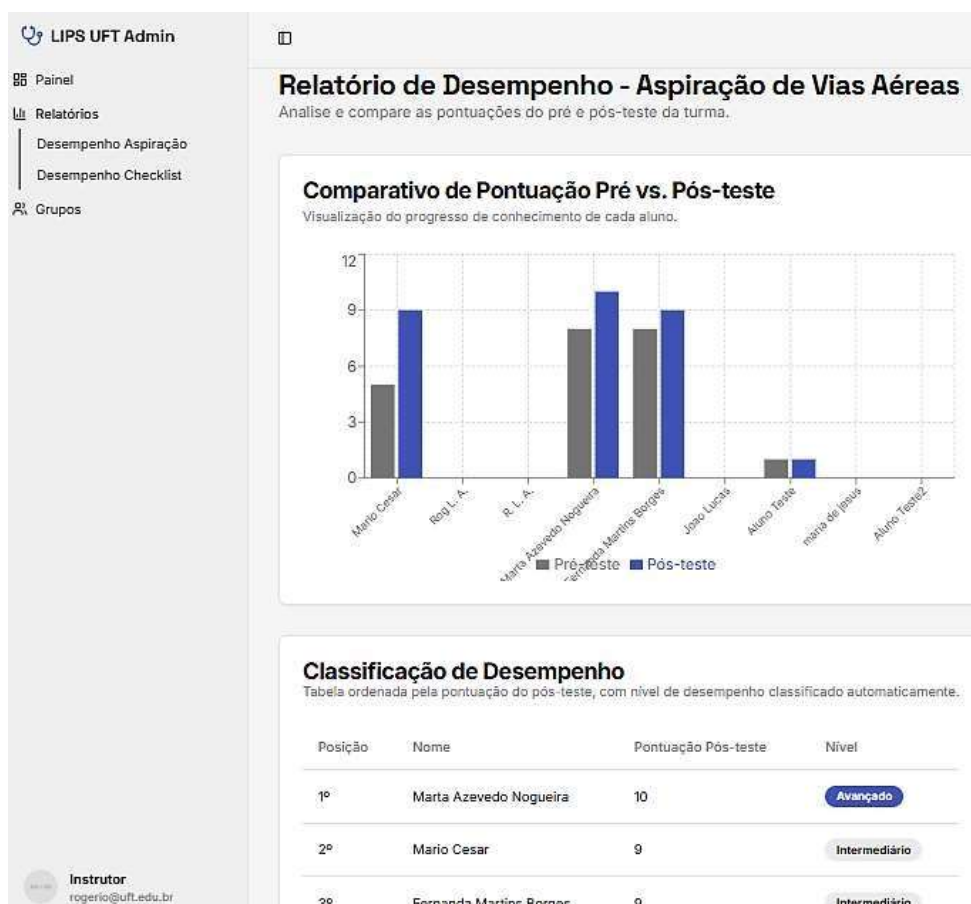 LIPS UFT Admin
Painel
Relatórios
Desempenho Aspiração
Desempenho Checklist
Grupos
Relatório de Desempenho - Aspiração de Vias Aéreas
Analise e compare as pontuações do pré e pós-teste da turma.
Comparativo de Pontuação Pré vs. Pós-teste
Visualização do progresso de conhecimento de cada aluno.
12
9
6
3
0
Mario Cesar
Rog L. A.
R. L. A.
Marta Azevedo Nogueira
Fernanda Martins Borges
Joao Lucas
Aluno Teste
maria de jesus
Aluno Teste2
Pré-teste Pós-teste
Classificação de Desempenho
Tabela ordenada pela pontuação do pós-teste, com nível de desempenho classificado automaticamente.
Posição Nome Pontuação Pós-teste Nível
1º Marta Azevedo Nogueira 10 Avançado
2º Mario Cesar 9 Intermediário
3º Fernanda Martins Borges 9 Intermediário
Instrutor
rogerio@uft.edu.br